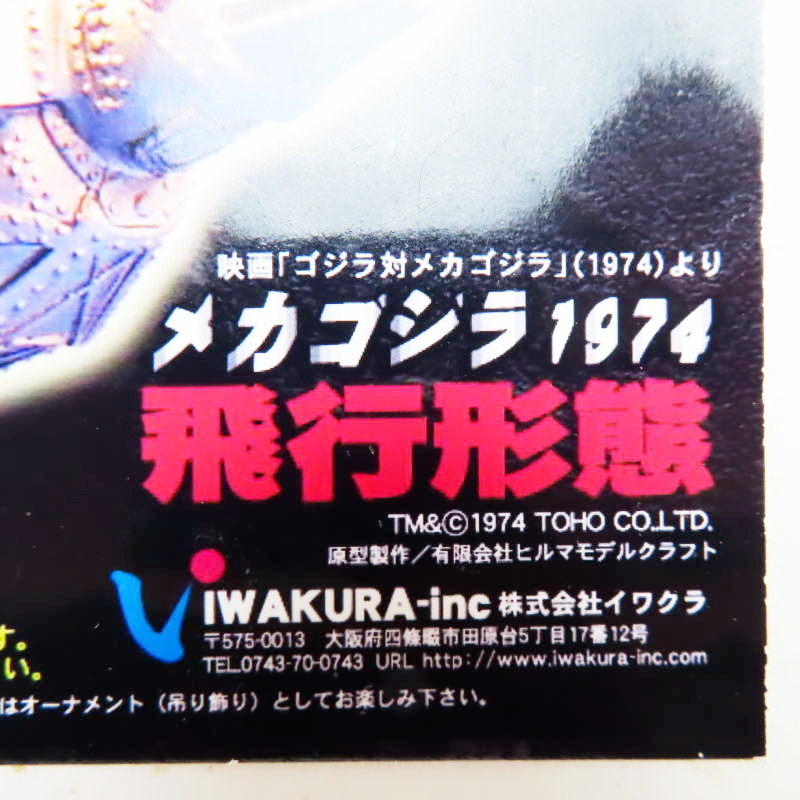 映画「ゴジラ対メカゴジラ」(1974)より
メカゴジラ1974
飛行形態
TM&©1974 TOHO CO.,LTD.
原型製作／有限会社ヒルマモデルクラフト
IWAKURA-inc 株式会社イワクラ
〒575-0013 大阪府四條畷市田原台5丁目17番12号
TEL.0743-70-0743 URL http://www.iwakura-inc.com
す。
い。
はオーナメント（吊り飾り）としてお楽しみ下さい。